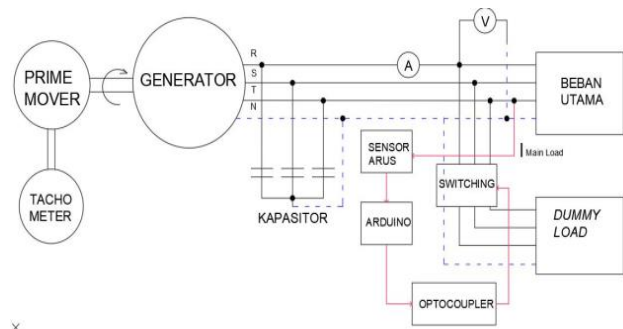 PRIME
MOVER
GENERATOR
R
S
T
N
A
V
BEBAN
UTAMA
TACHO
METER
KAPASITOR
SENSOR
ARUS
I Main Load
SWITCHING
ARDUINO
DUMMY
LOAD
OPTOCOUPLER
X